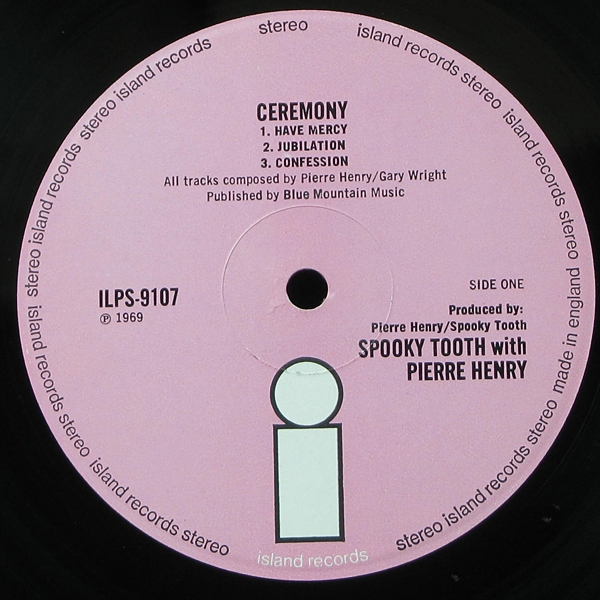 stereo island records stereo island records stereo island records stereo made in england o stereo island records stereo island records stereo island records
CEREMONY
1. HAVE MERCY
2. JUBILATION
3. CONFESSION
All tracks composed by Pierre Henry/Gary Wright
Published by Blue Mountain Music
ILPS-9107
℗ 1969
SIDE ONE
Produced by:
Pierre Henry/Spooky Tooth
SPOOKY TOOTH with
PIERRE HENRY
island records